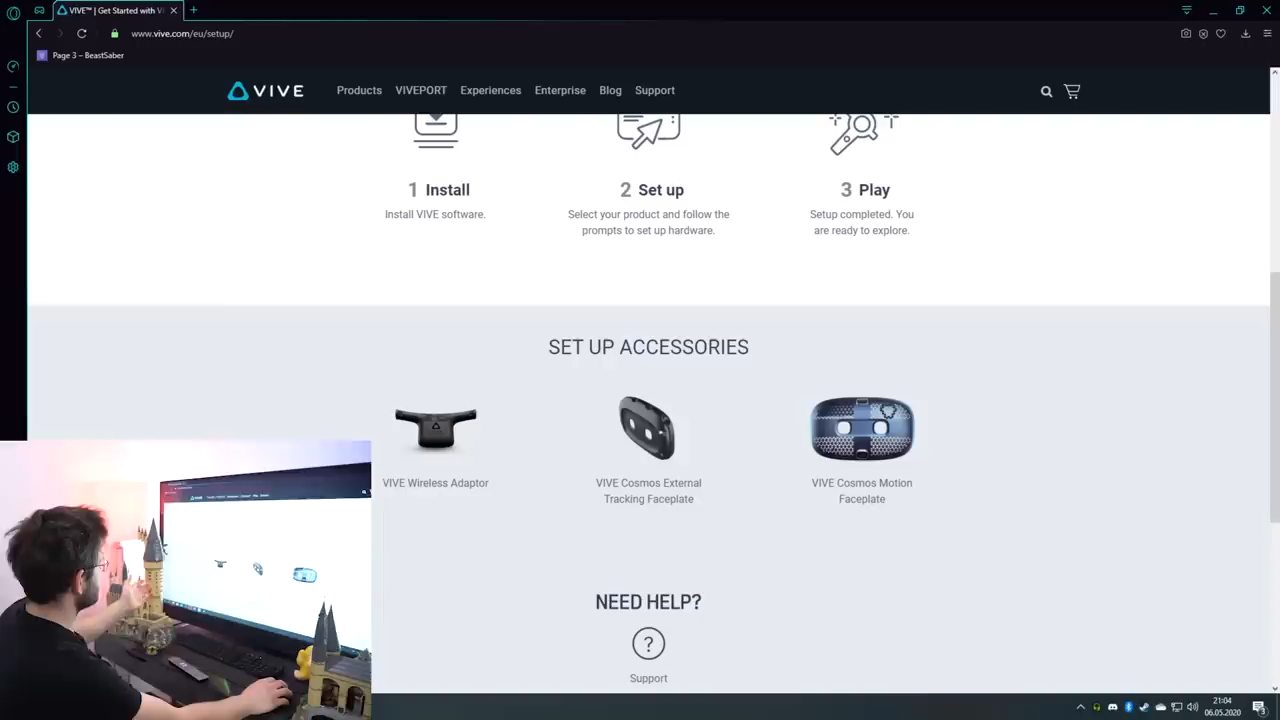 VIVE™ | Get Started with Vi
www.vive.com/eu/setup/
Page 3 – BeastSaber
VIVE
Products
VIVEPORT
Experiences
Enterprise
Blog
Support
1 Install
Install VIVE software.
2 Set up
Select your product and follow the
prompts to set up hardware.
3 Play
Setup completed. You
are ready to explore.
SET UP ACCESSORIES
VIVE Wireless Adaptor
VIVE Cosmos External
Tracking Faceplate
VIVE Cosmos Motion
Faceplate
NEED HELP?
?
Support
21:04
06.05.2020
3